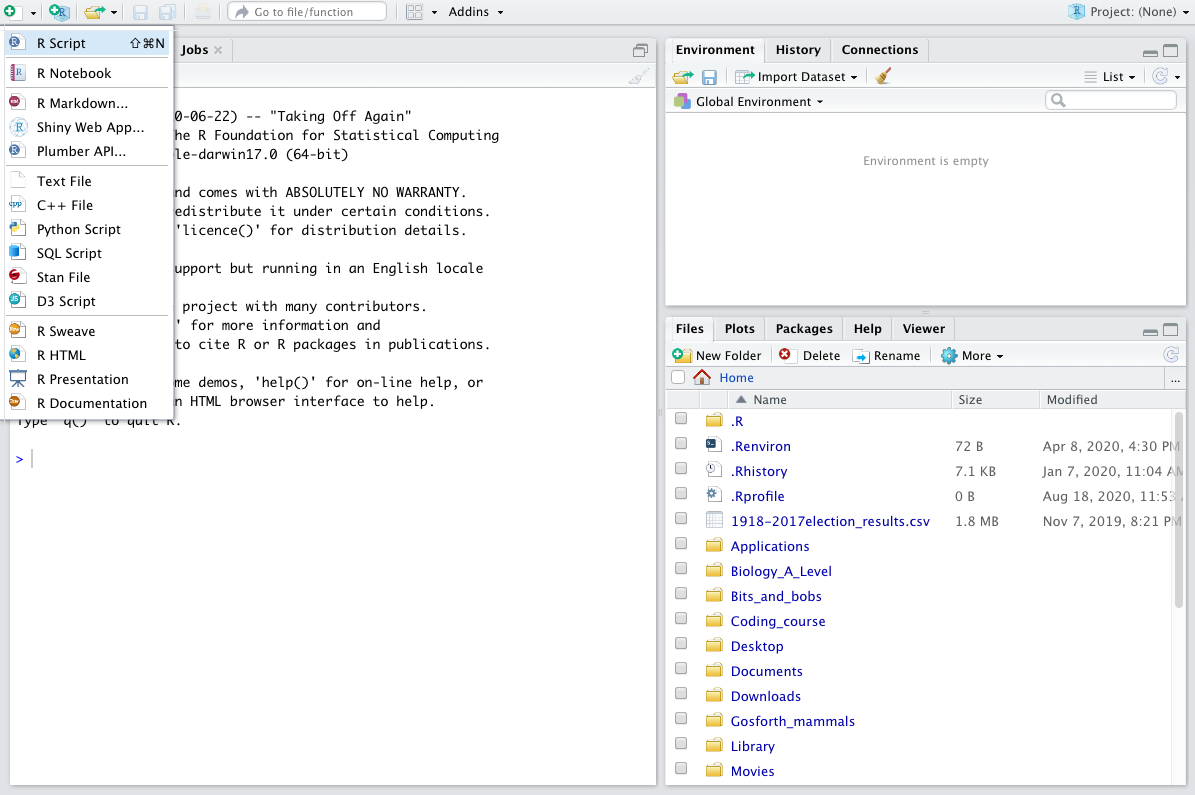 Go to file/function
Addins
Project: (None)
R Script ⇧⌘N
R Notebook
R Markdown...
Shiny Web App...
Plumber API...
Text File
C++ File
Python Script
SQL Script
Stan File
D3 Script
R Sweave
R HTML
R Presentation
R Documentation
Jobs
0-06-22) -- "Taking Off Again"
he R Foundation for Statistical Computing
le-darwin17.0 (64-bit)
nd comes with ABSOLUTELY NO WARRANTY.
edistribute it under certain conditions.
'licence()' for distribution details.
upport but running in an English locale
project with many contributors.
' for more information and
to cite R or R packages in publications.
me demos, 'help()' for on-line help, or
n HTML browser interface to help.
Type 'q()' to quit R.
>
Environment History Connections
Import Dataset List
Global Environment
Environment is empty
Files Plots Packages Help Viewer
New Folder Delete Rename More
Home ...
Name Size Modified
.R
.Renviron 72 B Apr 8, 2020, 4:30 PM
.Rhistory 7.1 KB Jan 7, 2020, 11:04 AM
.Rprofile 0 B Aug 18, 2020, 11:53
1918-2017election_results.csv 1.8 MB Nov 7, 2019, 8:21 PM
Applications
Biology_A_Level
Bits_and_bobs
Coding_course
Desktop
Documents
Downloads
Gosforth_mammals
Library
Movies